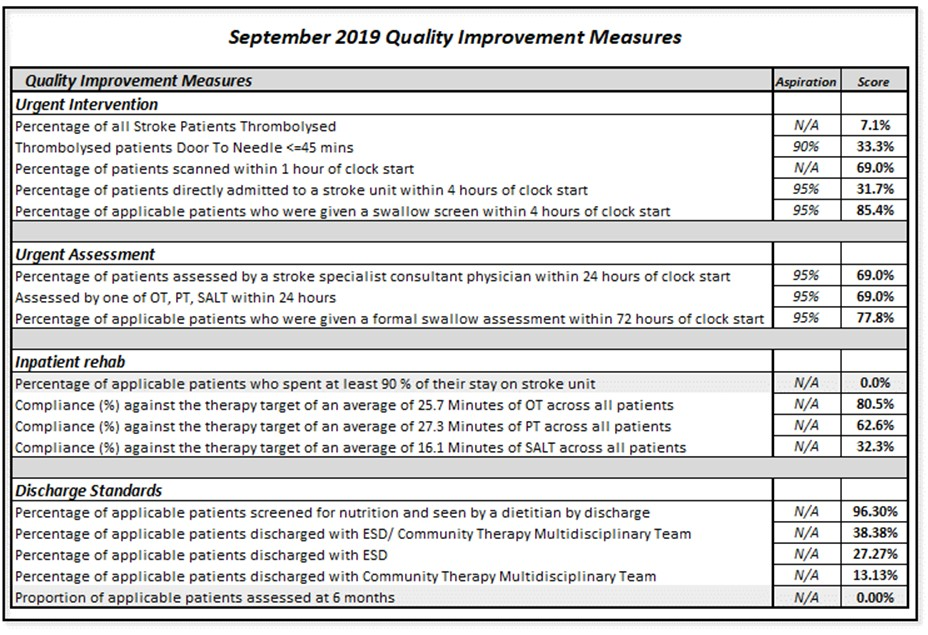 September 2019 Quality Improvement Measures
Quality Improvement Measures Aspiration Score
Urgent Intervention
Percentage of all Stroke Patients Thrombolysed N/A 7.1%
Thrombolysed patients Door To Needle <=45 mins 90% 33.3%
Percentage of patients scanned within 1 hour of clock start N/A 69.0%
Percentage of patients directly admitted to a stroke unit within 4 hours of clock start 95% 31.7%
Percentage of applicable patients who were given a swallow screen within 4 hours of clock start 95% 85.4%
Urgent Assessment
Percentage of patients assessed by a stroke specialist consultant physician within 24 hours of clock start 95% 69.0%
Assessed by one of OT, PT, SALT within 24 hours 95% 69.0%
Percentage of applicable patients who were given a formal swallow assessment within 72 hours of clock start 95% 77.8%
Inpatient rehab
Percentage of applicable patients who spent at least 90 % of their stay on stroke unit N/A 0.0%
Compliance (%) against the therapy target of an average of 25.7 Minutes of OT across all patients N/A 80.5%
Compliance (%) against the therapy target of an average of 27.3 Minutes of PT across all patients N/A 62.6%
Compliance (%) against the therapy target of an average of 16.1 Minutes of SALT across all patients N/A 32.3%
Discharge Standards
Percentage of applicable patients screened for nutrition and seen by a dietitian by discharge N/A 96.30%
Percentage of applicable patients discharged with ESD/ Community Therapy Multidisciplinary Team N/A 38.38%
Percentage of applicable patients discharged with ESD N/A 27.27%
Percentage of applicable patients discharged with Community Therapy Multidisciplinary Team N/A 13.13%
Proportion of applicable patients assessed at 6 months N/A 0.00%